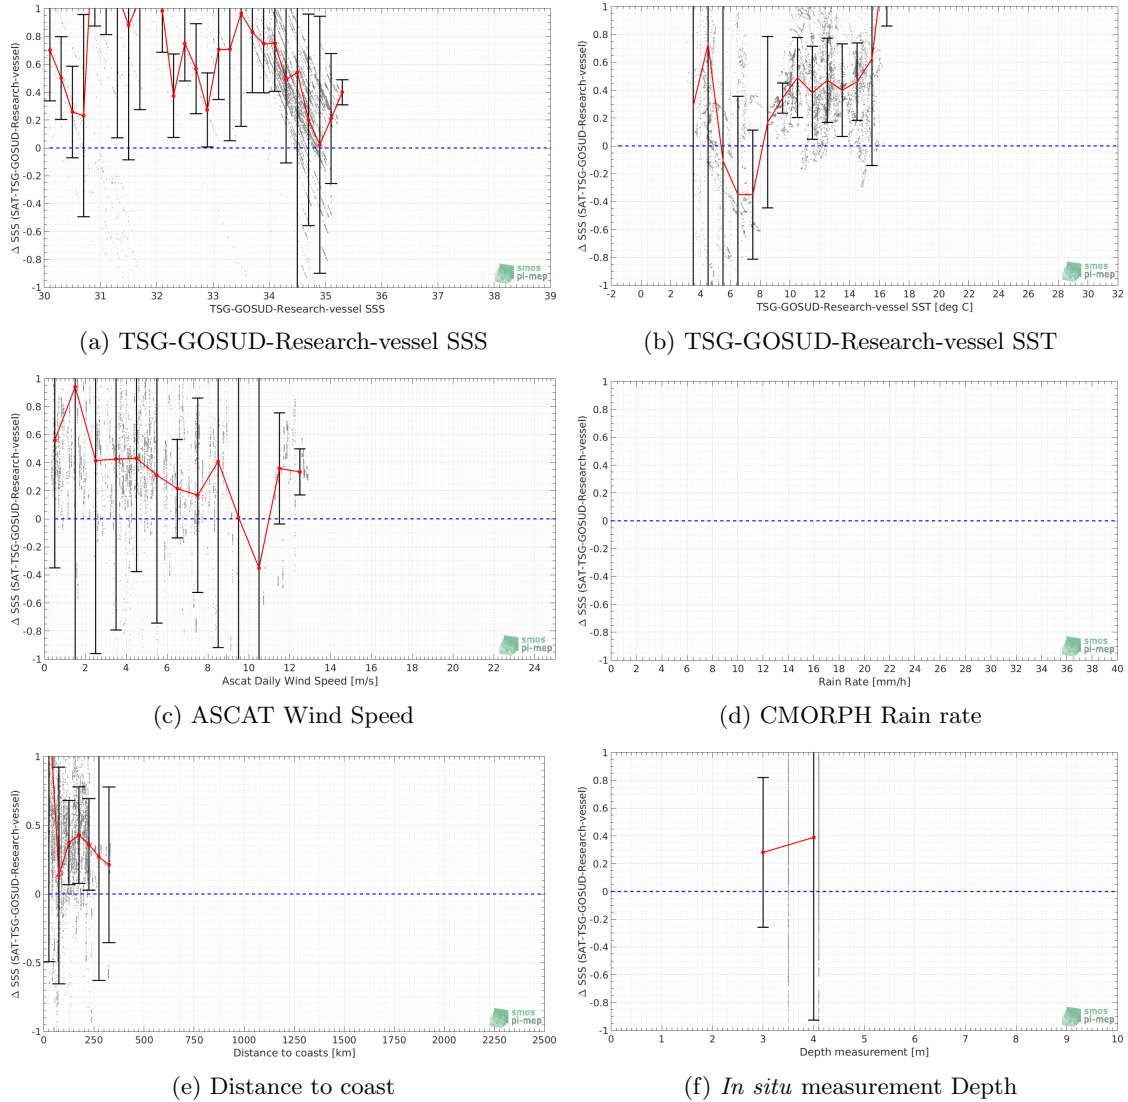 Δ SSS (SAT-TSG-GOSUD-Research-vessel)
1
0.8
0.6
0.4
0.2
0
-0.2
-0.4
-0.6
-0.8
-1
30 31 32 33 34 35 36 37 38 39
TSG-GOSUD-Research-vessel SSS
smos
pi-mep
(a) TSG-GOSUD-Research-vessel SSS
Δ SSS (SAT-TSG-GOSUD-Research-vessel)
1
0.8
0.6
0.4
0.2
0
-0.2
-0.4
-0.6
-0.8
-1
-2 0 2 4 6 8 10 12 14 16 18 20 22 24 26 28 30 32
TSG-GOSUD-Research-vessel SST [deg C]
smos
pi-mep
(b) TSG-GOSUD-Research-vessel SST
Δ SSS (SAT-TSG-GOSUD-Research-vessel)
1
0.8
0.6
0.4
0.2
0
-0.2
-0.4
-0.6
-0.8
-1
0 2 4 6 8 10 12 14 16 18 20 22 24
Ascat Daily Wind Speed [m/s]
smos
pi-mep
(c) ASCAT Wind Speed
Δ SSS (SAT-TSG-GOSUD-Research-vessel)
1
0.8
0.6
0.4
0.2
0
-0.2
-0.4
-0.6
-0.8
-1
0 2 4 6 8 10 12 14 16 18 20 22 24 26 28 30 32 34 36 38 40
Rain Rate [mm/h]
smos
pi-mep
(d) CMORPH Rain rate
Δ SSS (SAT-TSG-GOSUD-Research-vessel)
1
0.5
0
-0.5
-1
0 250 500 750 1000 1250 1500 1750 2000 2250 2500
Distance to coasts [km]
smos
pi-mep
(e) Distance to coast
Δ SSS (SAT-TSG-GOSUD-Research-vessel)
1
0.8
0.6
0.4
0.2
0
-0.2
-0.4
-0.6
-0.8
-1
0 1 2 3 4 5 6 7 8 9 10
Depth measurement [m]
smos
pi-mep
(f) In situ measurement Depth